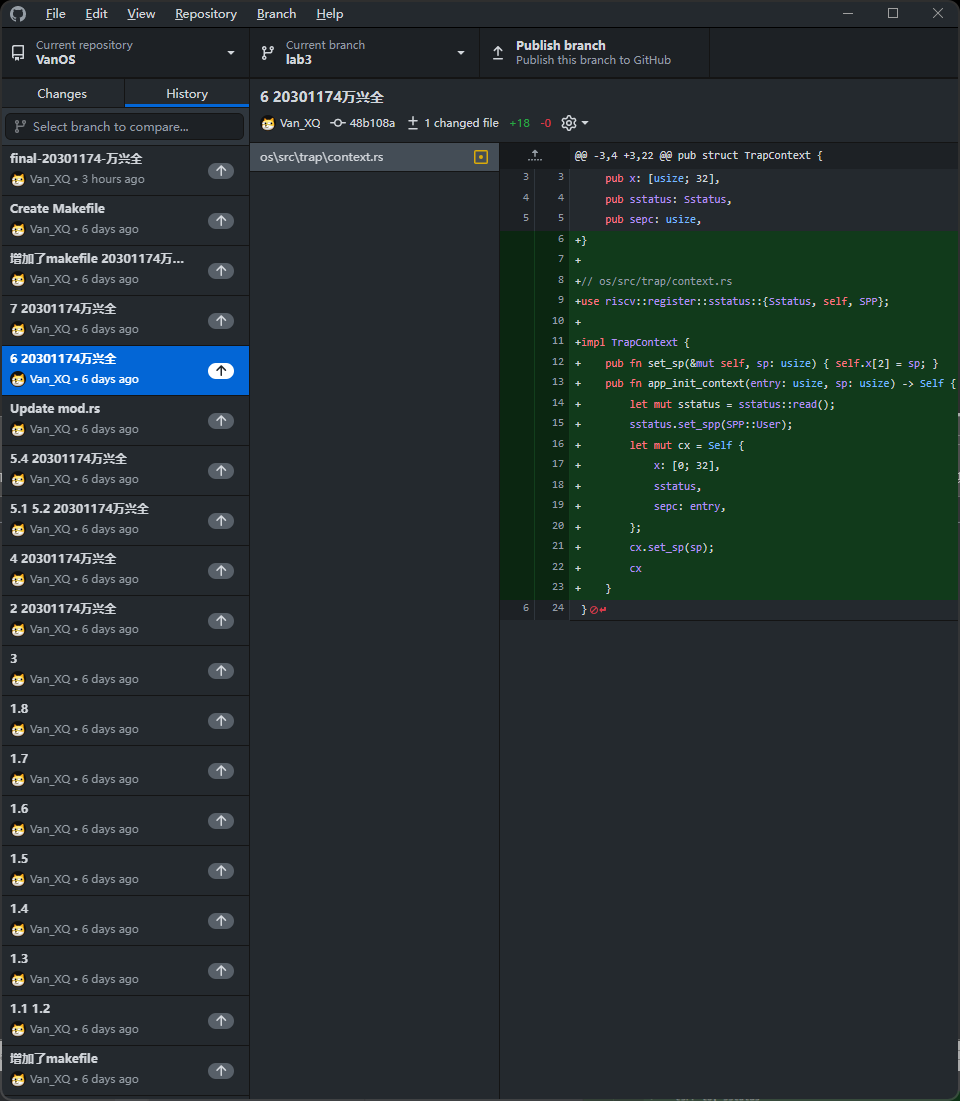 File Edit View Repository Branch Help
Current repository
VanOS
Current branch
lab3
Publish branch
Publish this branch to GitHub
Changes
History
Select branch to compare...
final-20301174-万兴全
Van_XQ • 3 hours ago
Create Makefile
Van_XQ • 6 days ago
增加了makefile 20301174万...
Van_XQ • 6 days ago
7 20301174万兴全
Van_XQ • 6 days ago
6 20301174万兴全
Van_XQ • 6 days ago
Update mod.rs
Van_XQ • 6 days ago
5.4 20301174万兴全
Van_XQ • 6 days ago
5.1 5.2 20301174万兴全
Van_XQ • 6 days ago
4 20301174万兴全
Van_XQ • 6 days ago
2 20301174万兴全
Van_XQ • 6 days ago
3
Van_XQ • 6 days ago
1.8
Van_XQ • 6 days ago
1.7
Van_XQ • 6 days ago
1.6
Van_XQ • 6 days ago
1.5
Van_XQ • 6 days ago
1.4
Van_XQ • 6 days ago
1.3
Van_XQ • 6 days ago
1.1 1.2
Van_XQ • 6 days ago
增加了makefile
Van_XQ • 6 days ago
6 20301174万兴全
Van_XQ 48b108a 1 changed file +18 -0
os\src\trap\context.rs
@@ -3,4 +3,22 @@ pub struct TrapContext {
3 3 pub x: [usize; 32],
4 4 pub sstatus: Sstatus,
5 5 pub sepc: usize,
6 +}
7 +
8 +// os/src/trap/context.rs
9 +use riscv::register::sstatus::{Sstatus, self, SPP};
10 +
11 +impl TrapContext {
12 + pub fn set_sp(&mut self, sp: usize) { self.x[2] = sp; }
13 + pub fn app_init_context(entry: usize, sp: usize) -> Self {
14 + let mut sstatus = sstatus::read();
15 + sstatus.set_spp(SPP::User);
16 + let mut cx = Self {
17 + x: [0; 32],
18 + sstatus,
19 + sepc: entry,
20 + };
21 + cx.set_sp(sp);
22 + cx
23 + }
6 24 }